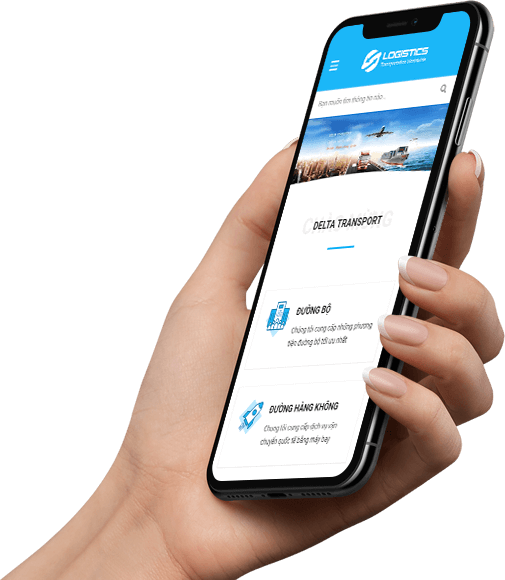 LOGISTICS
Bạn muốn tìm thông tin nào...
DELTA TRANSPORT
ĐƯỜNG BỘ
Chúng tôi cung cấp những phương
tiện đường bộ tối ưu nhất
ĐƯỜNG HÀNG KHÔNG
Chúng tôi cung cấp dịch vụ vận
chuyển quốc tế bằng máy bay